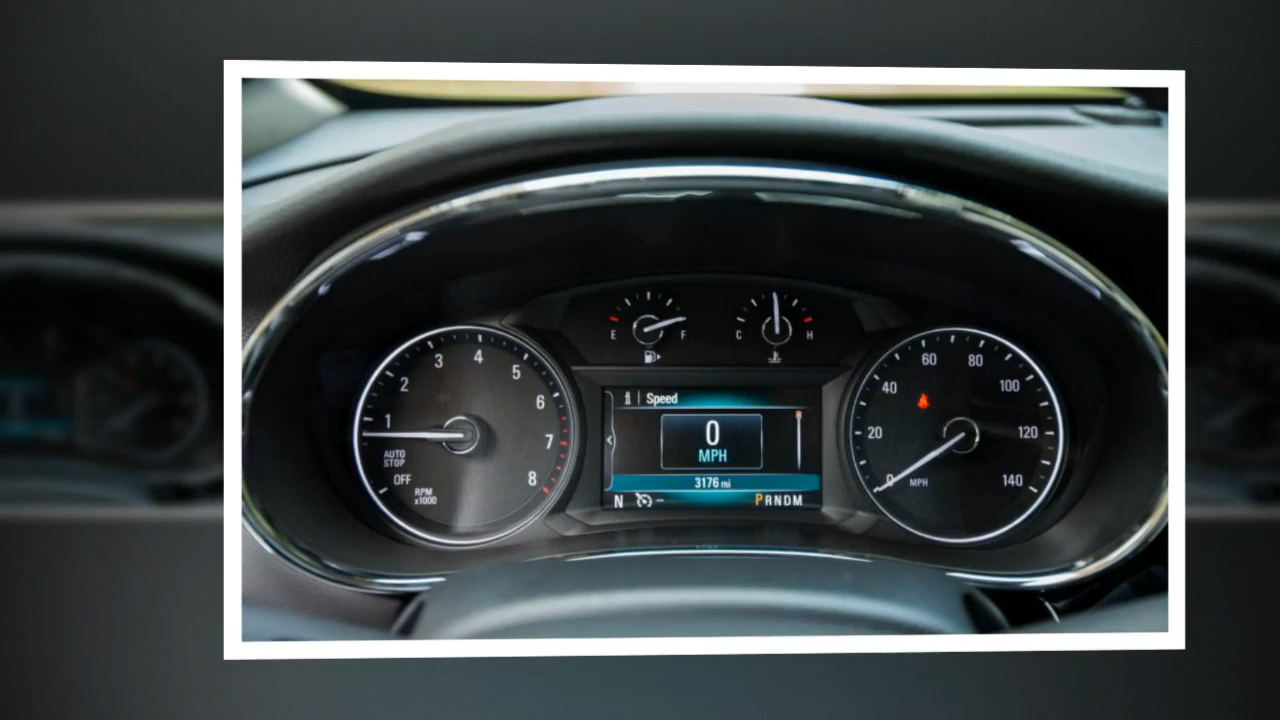 E F
C H
1 2 3 4 5 6 7 8
AUTO
STOP
OFF
RPM
x1000
Speed
0
MPH
3176 mi
N -- PRNDM
0 20 40 60 80 100 120 140
MPH